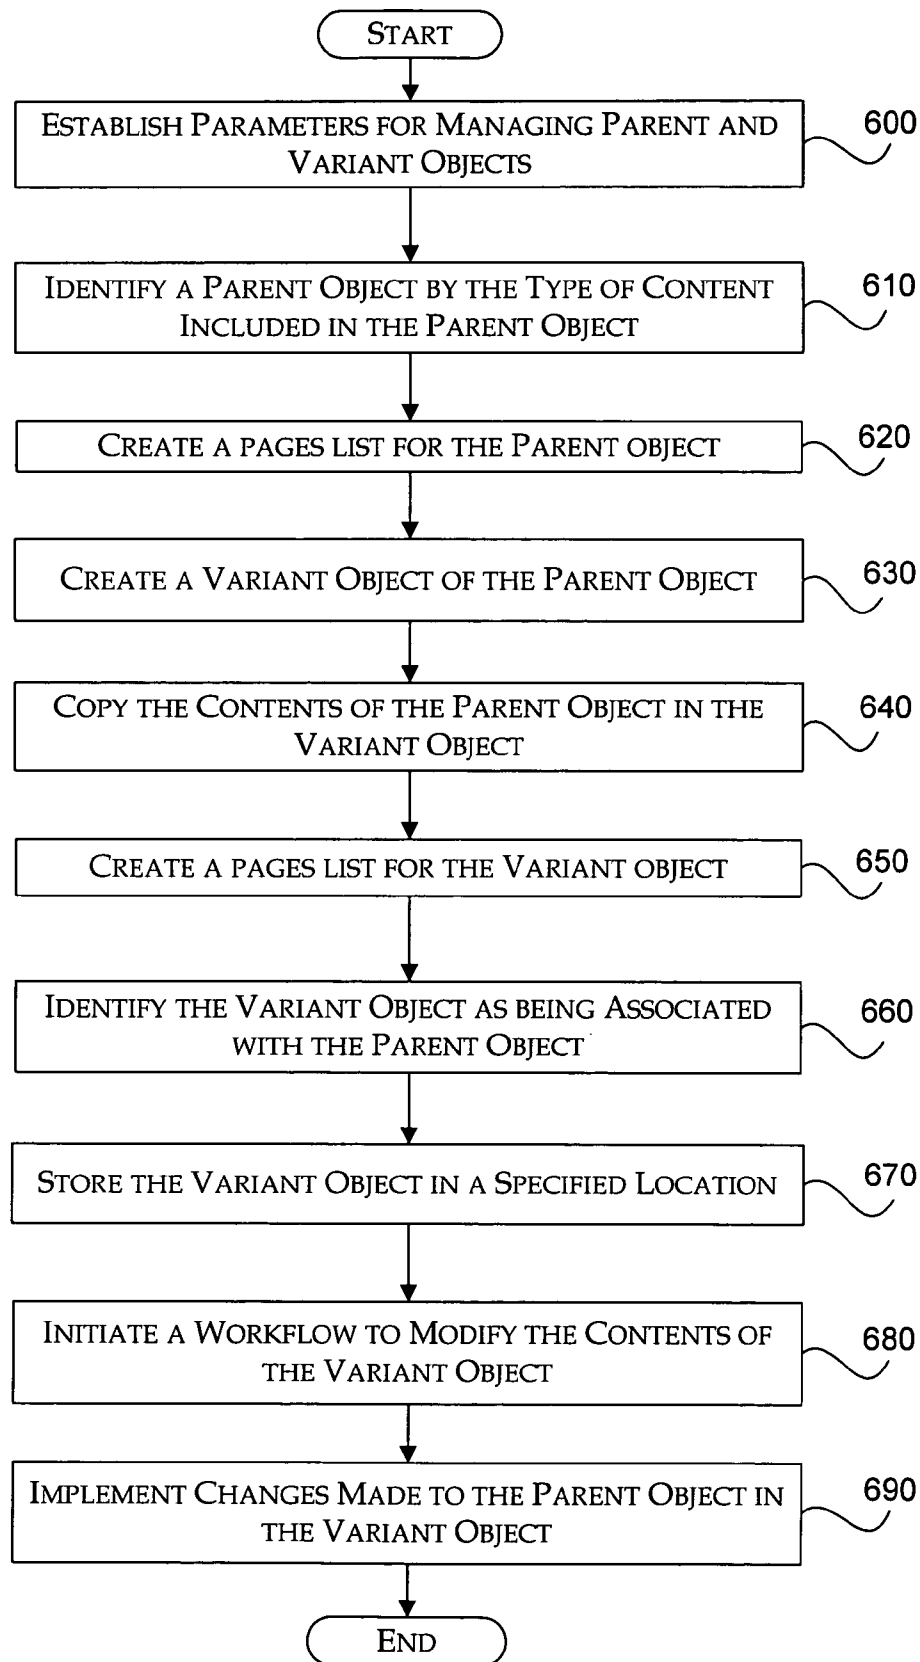 START
ESTABLISH PARAMETERS FOR MANAGING PARENT AND
VARIANT OBJECTS
600
IDENTIFY A PARENT OBJECT BY THE TYPE OF CONTENT
INCLUDED IN THE PARENT OBJECT
610
CREATE A PAGES LIST FOR THE PARENT OBJECT
620
CREATE A VARIANT OBJECT OF THE PARENT OBJECT
630
COPY THE CONTENTS OF THE PARENT OBJECT IN THE
VARIANT OBJECT
640
CREATE A PAGES LIST FOR THE VARIANT OBJECT
650
IDENTIFY THE VARIANT OBJECT AS BEING ASSOCIATED
WITH THE PARENT OBJECT
660
STORE THE VARIANT OBJECT IN A SPECIFIED LOCATION
670
INITIATE A WORKFLOW TO MODIFY THE CONTENTS OF
THE VARIANT OBJECT
680
IMPLEMENT CHANGES MADE TO THE PARENT OBJECT IN
THE VARIANT OBJECT
690
END